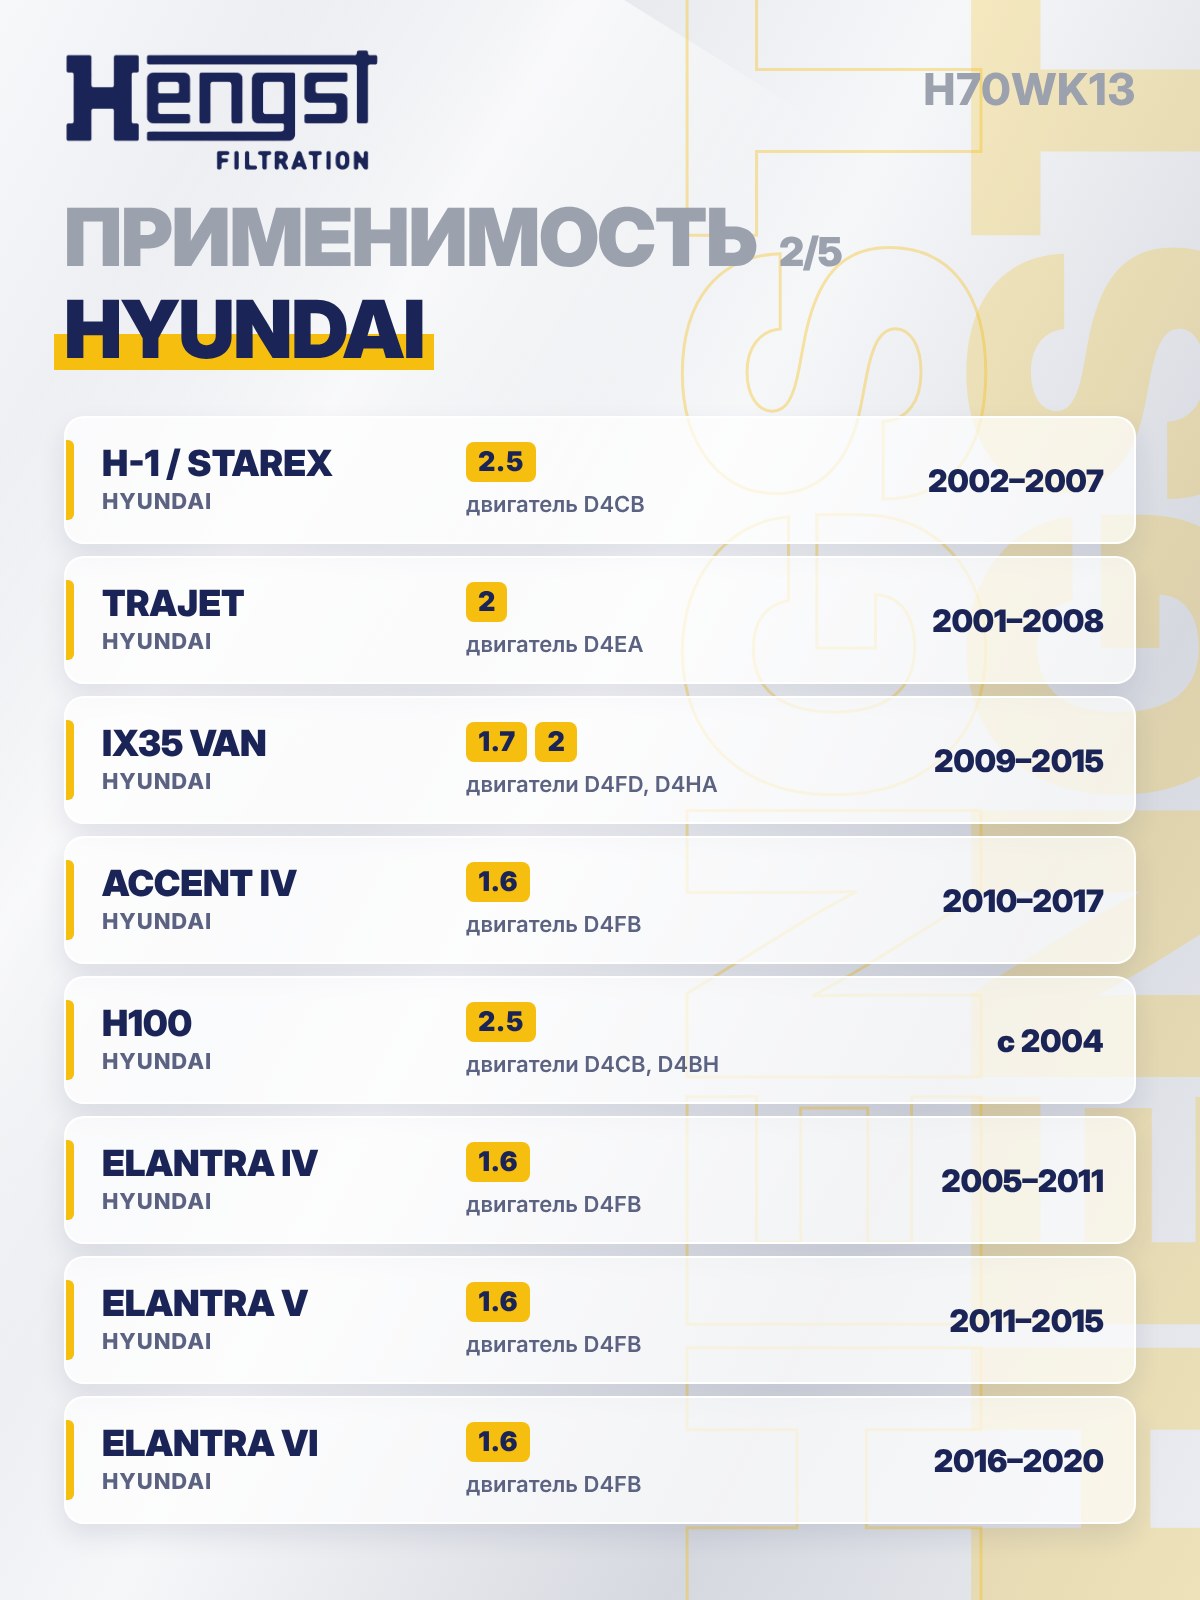 Hengst
FILTRATION
H70WK13
ПРИМЕНИМОСТЬ 2/5
HYUNDAI
H-1 / STAREX
HYUNDAI
2.5
двигатель D4CB
2002–2007
TRAJET
HYUNDAI
2
двигатель D4EA
2001–2008
IX35 VAN
HYUNDAI
1.7 2
двигатели D4FD, D4HA
2009–2015
ACCENT IV
HYUNDAI
1.6
двигатель D4FB
2010–2017
H100
HYUNDAI
2.5
двигатели D4CB, D4BH
с 2004
ELANTRA IV
HYUNDAI
1.6
двигатель D4FB
2005–2011
ELANTRA V
HYUNDAI
1.6
двигатель D4FB
2011–2015
ELANTRA VI
HYUNDAI
1.6
двигатель D4FB
2016–2020
HENGST
HENGST